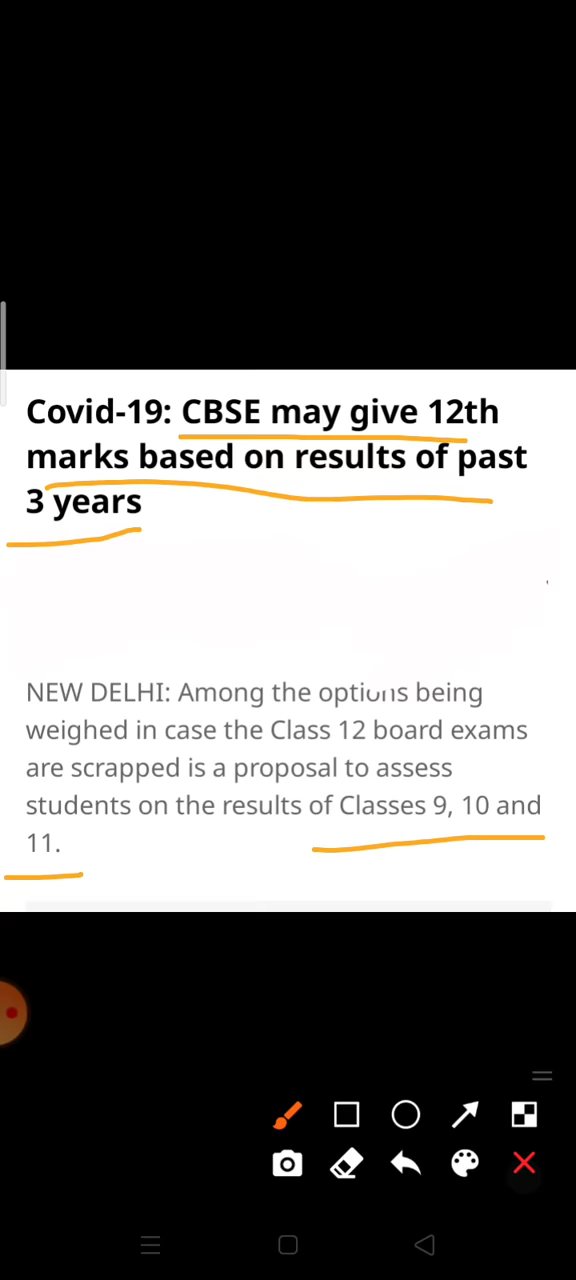 Covid-19: CBSE may give 12th
marks based on results of past
3 years
NEW DELHI: Among the options being
weighed in case the Class 12 board exams
are scrapped is a proposal to assess
students on the results of Classes 9, 10 and
11.